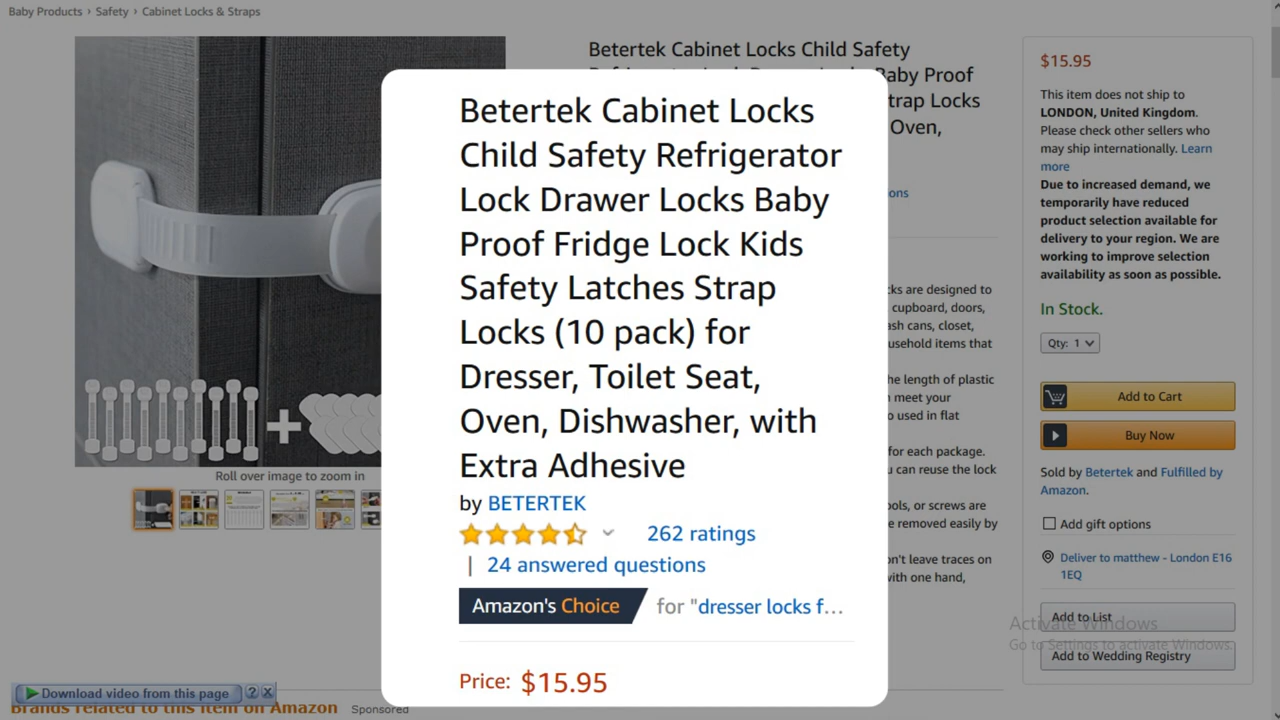 Baby Products › Safety › Cabinet Locks & Straps
Betertek Cabinet Locks Child Safety
Baby Proof
trap Locks
Oven,
ons
Betertek Cabinet Locks
Child Safety Refrigerator
Lock Drawer Locks Baby
Proof Fridge Lock Kids
Safety Latches Strap
Locks (10 pack) for
Dresser, Toilet Seat,
Oven, Dishwasher, with
Extra Adhesive
by BETERTEK
262 ratings
| 24 answered questions
Amazon's Choice for "dresser locks f…
Price: $15.95
cks are designed to
cupboard, doors,
ash cans, closet,
usehold items that
he length of plastic
meet your
o used in flat
for each package.
u can reuse the lock
ools, or screws are
e removed easily by
on't leave traces on
with one hand,
Roll over image to zoom in
$15.95
This item does not ship to
LONDON, United Kingdom.
Please check other sellers who
may ship internationally. Learn
more
Due to increased demand, we
temporarily have reduced
product selection available for
delivery to your region. We are
working to improve selection
availability as soon as possible.
In Stock.
Qty: 1
Add to Cart
Buy Now
Sold by Betertek and Fulfilled by
Amazon.
Add gift options
Deliver to matthew - London E16
1EQ
Add to List
Activate Windows
Go to Settings to activate Windows.
Add to Wedding Registry
Download video from this page ? X
Brands related to this item on Amazon Sponsored